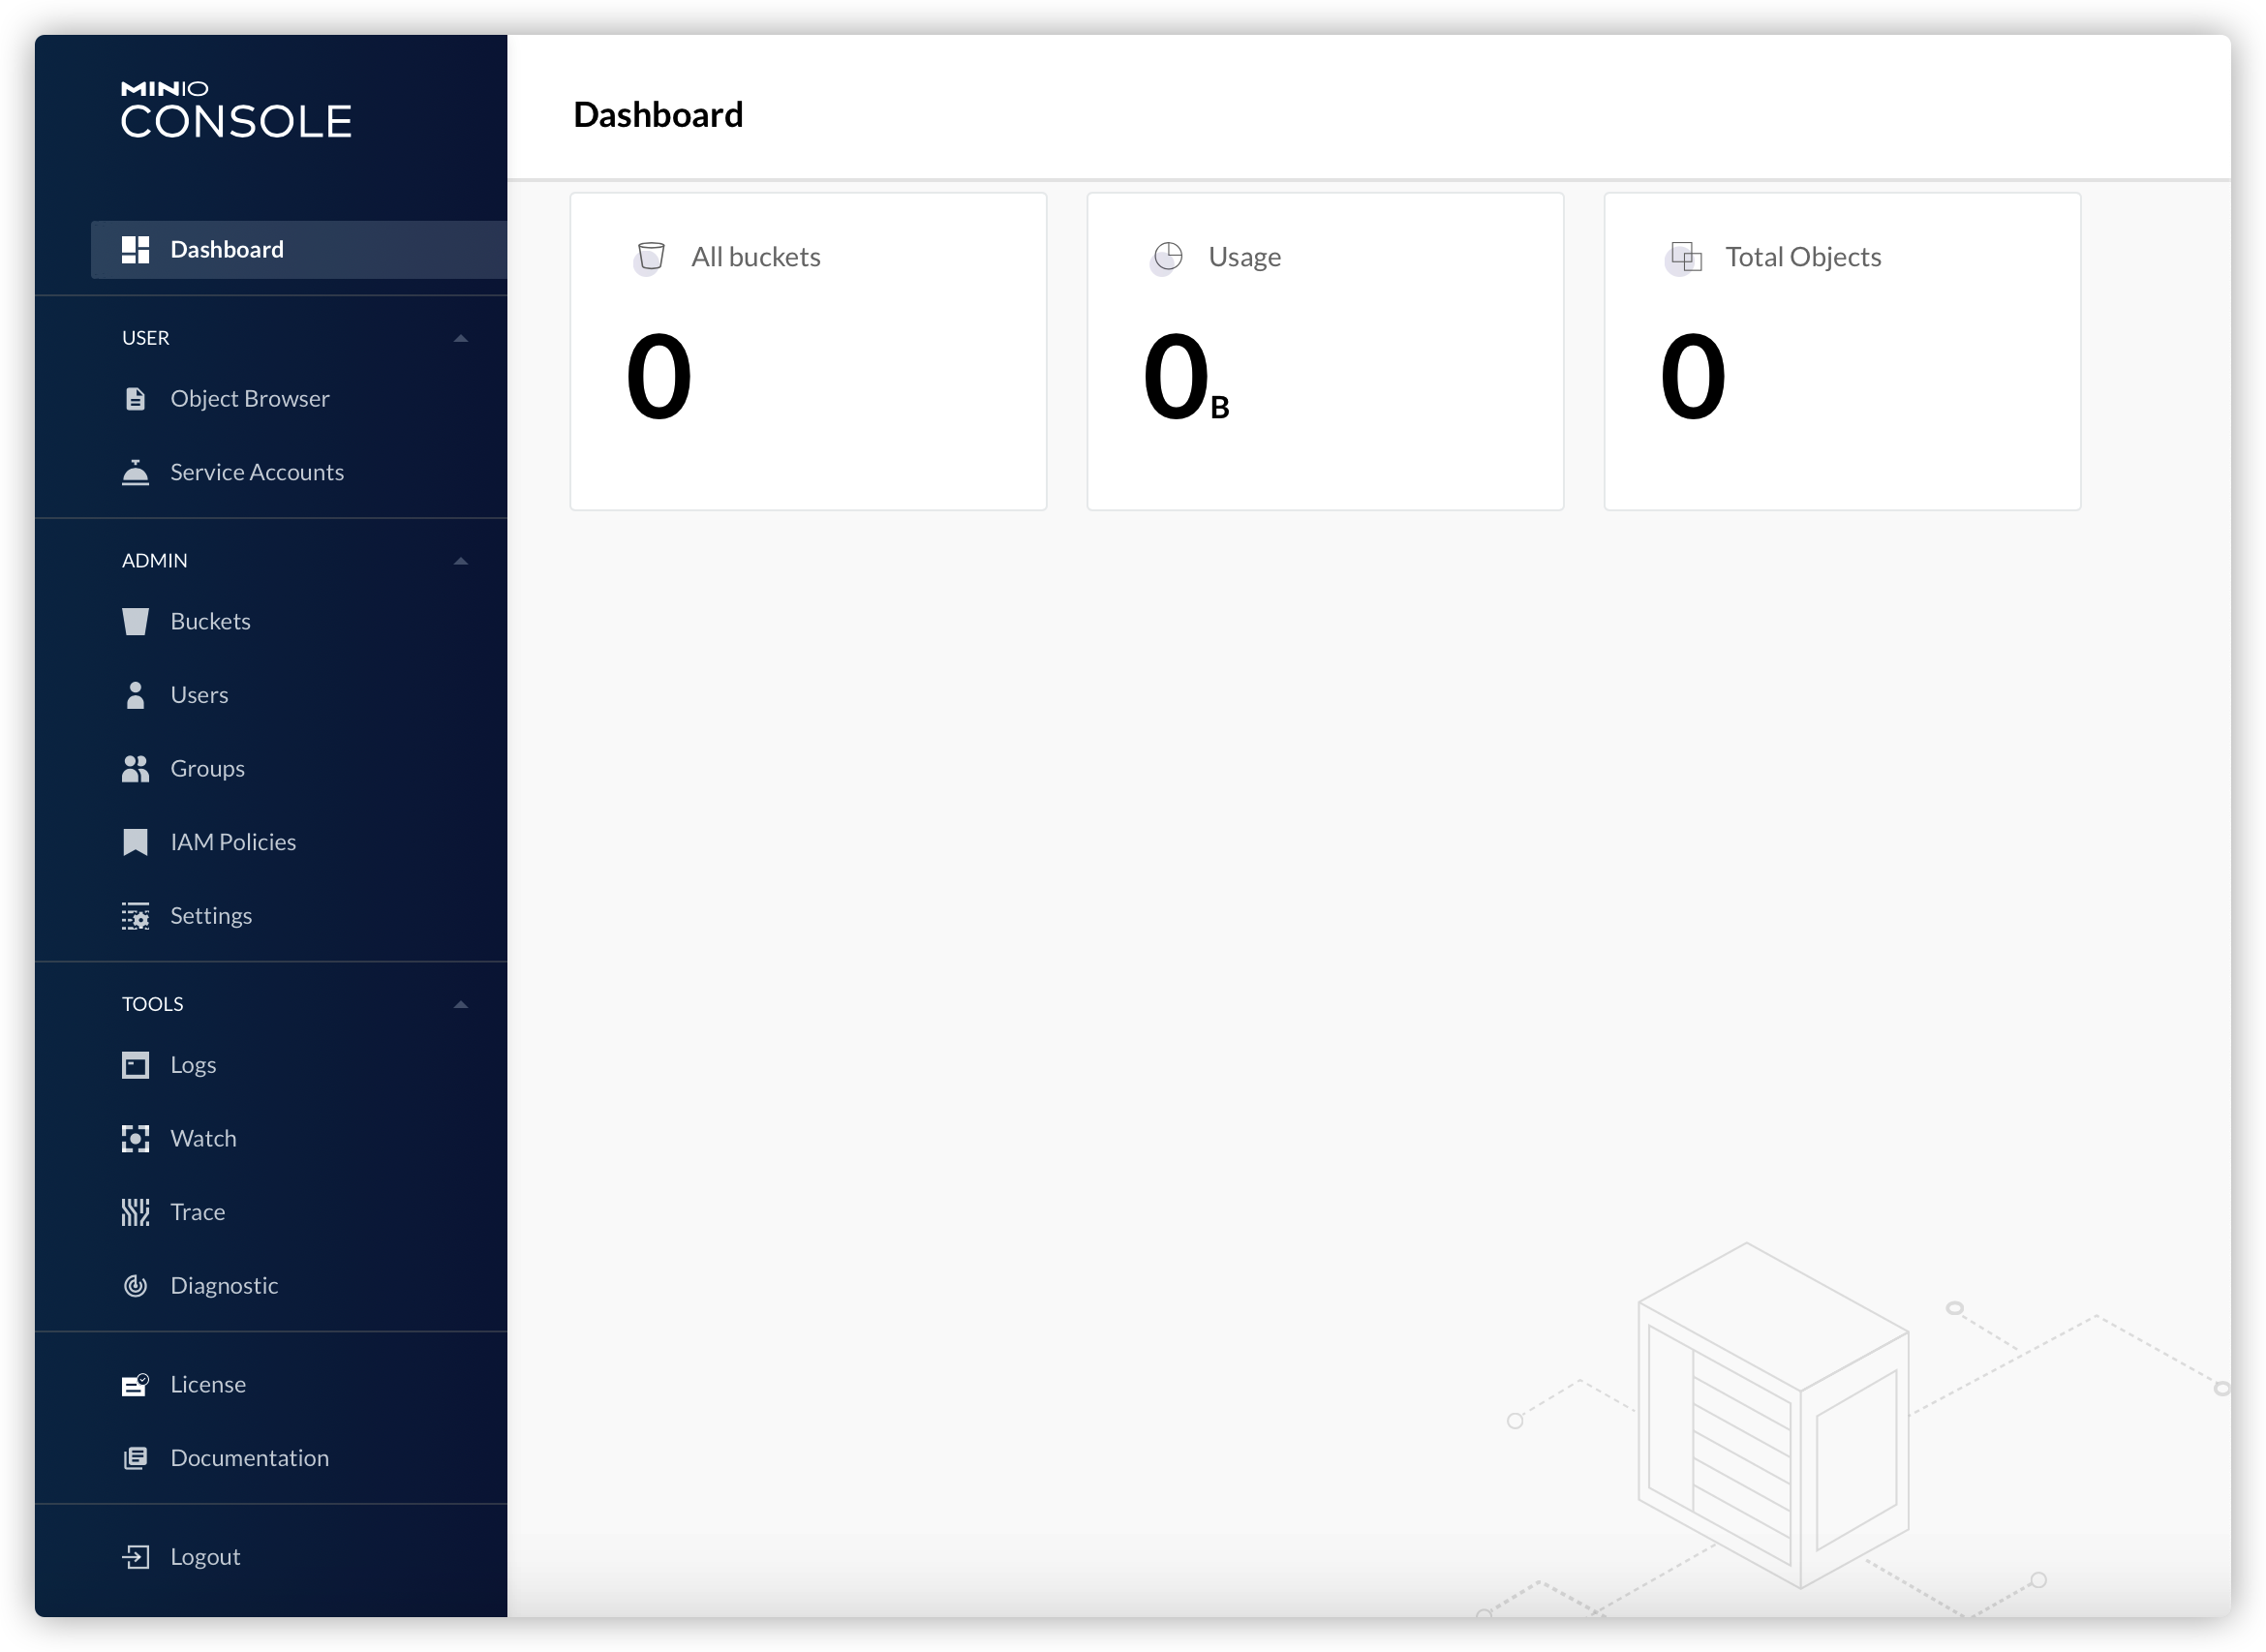 MINIO
CONSOLE
Dashboard
USER
Object Browser
Service Accounts
ADMIN
Buckets
Users
Groups
IAM Policies
Settings
TOOLS
Logs
Watch
Trace
Diagnostic
License
Documentation
Logout
Dashboard
All buckets
0
Usage
0B
Total Objects
0